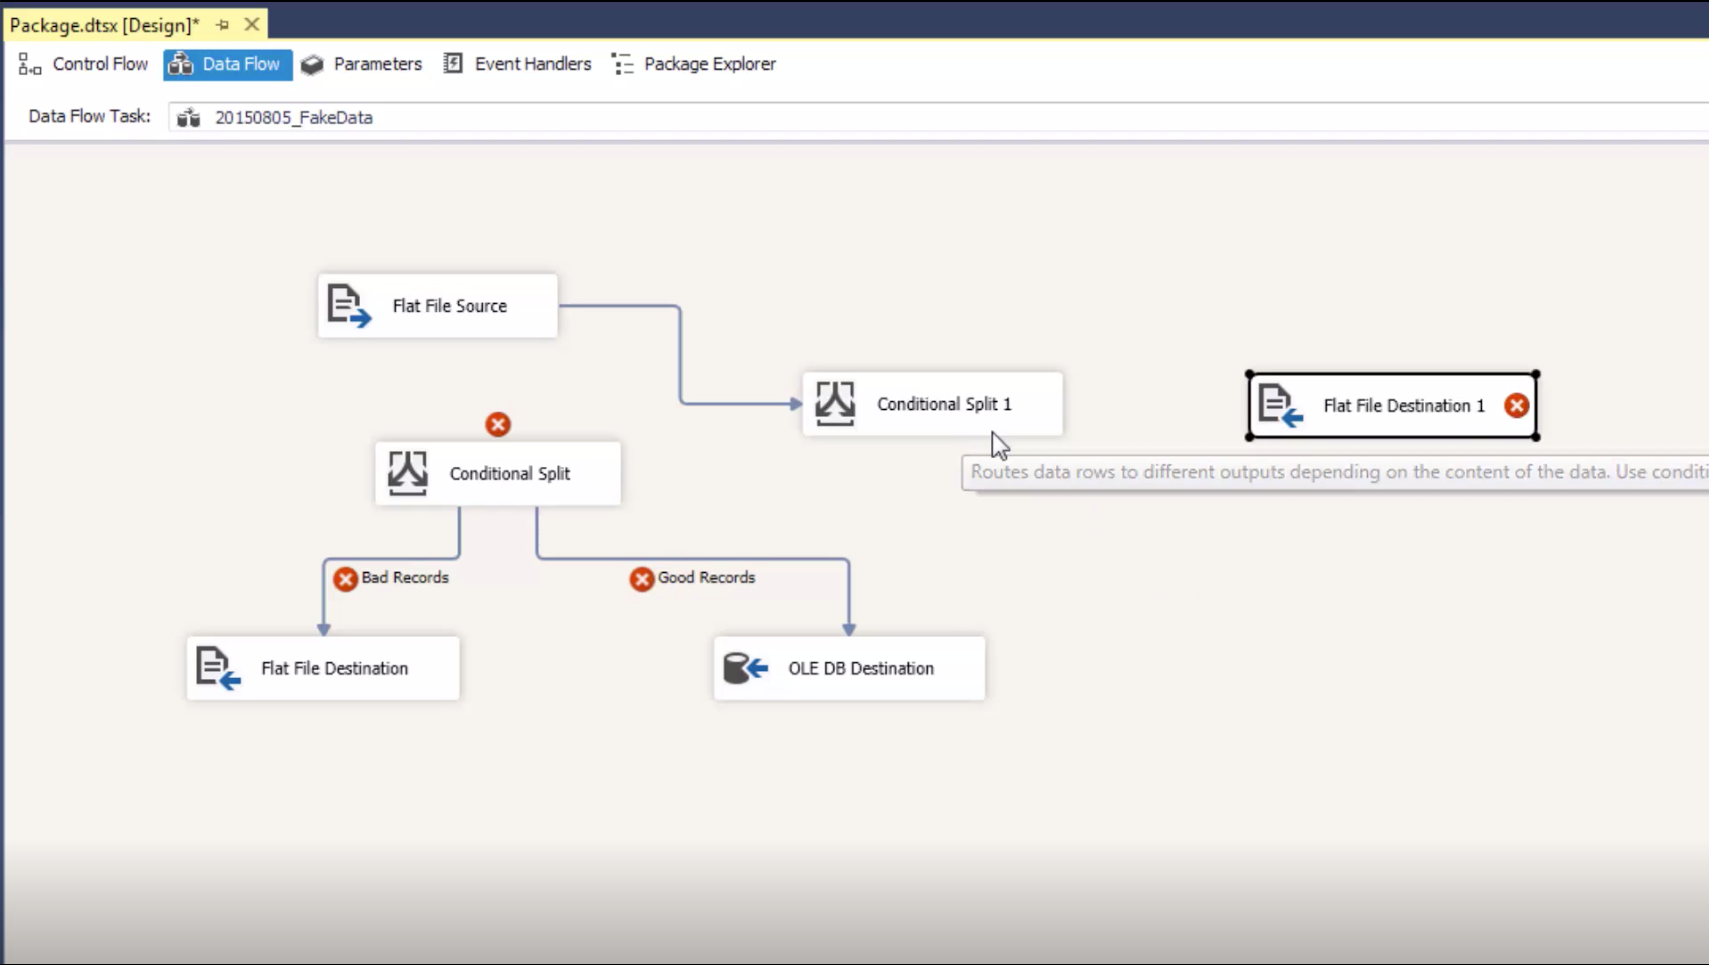 Package.dtsx [Design]*
Control Flow Data Flow Parameters Event Handlers Package Explorer
Data Flow Task: 20150805_FakeData
Flat File Source
Conditional Split 1
Flat File Destination 1
Routes data rows to different outputs depending on the content of the data. Use conditi
Conditional Split
Bad Records
Good Records
Flat File Destination
OLE DB Destination